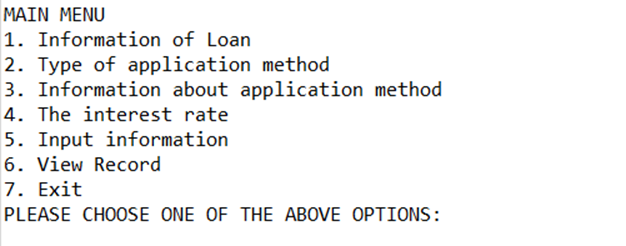 MAIN MENU
1. Information of Loan
2. Type of application method
3. Information about application method
4. The interest rate
5. Input information
6. View Record
7. Exit
PLEASE CHOOSE ONE OF THE ABOVE OPTIONS: